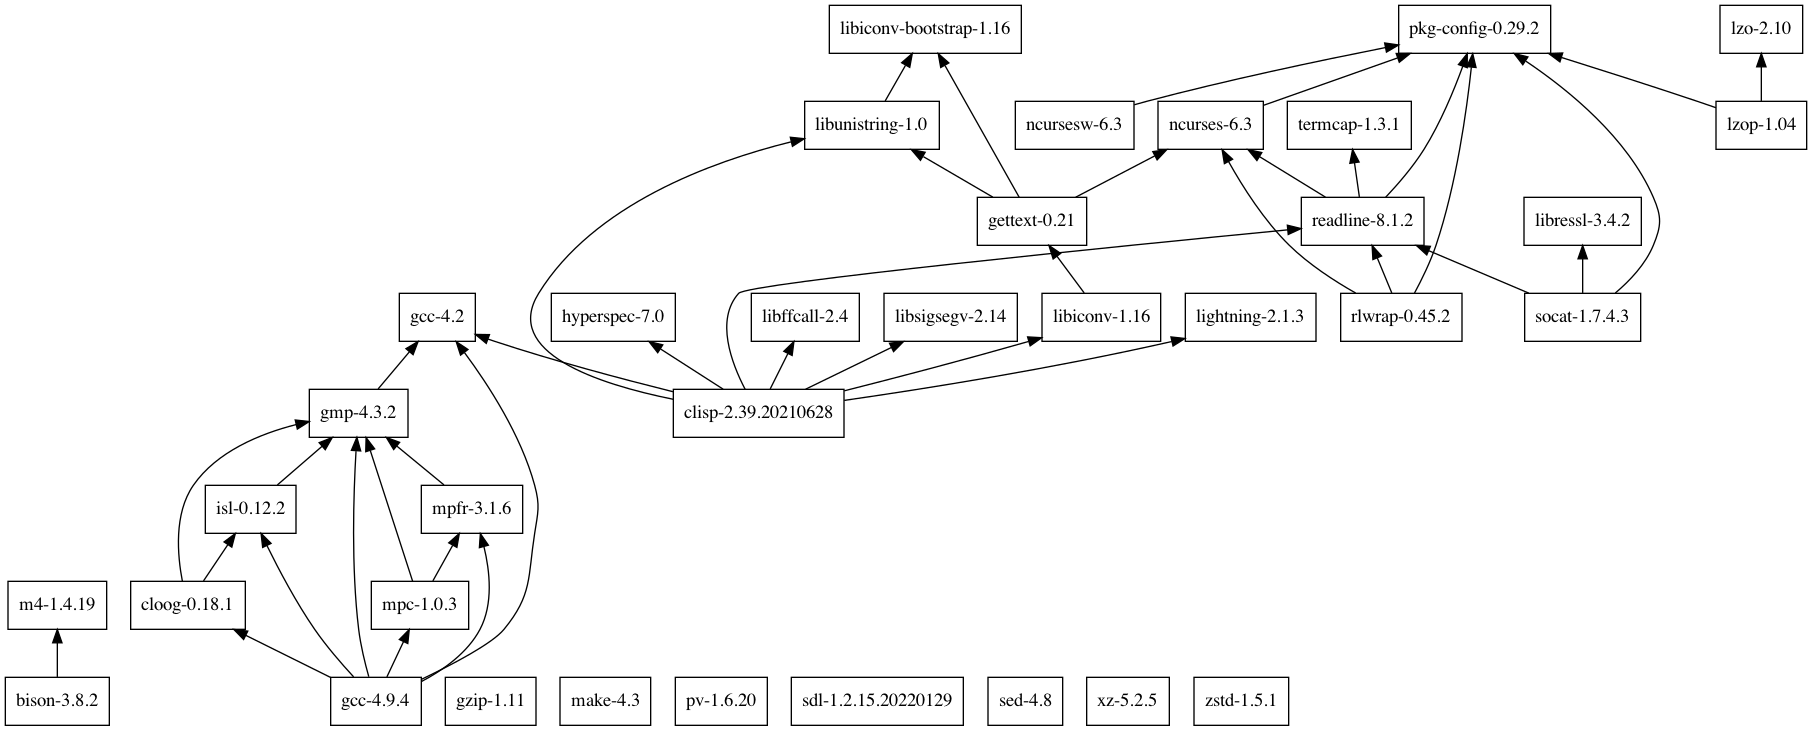 libiconv-bootstrap-1.16
pkg-config-0.29.2
lzo-2.10
libunistring-1.0
ncursesw-6.3
ncurses-6.3
termcap-1.3.1
lzop-1.04
gettext-0.21
readline-8.1.2
libressl-3.4.2
gcc-4.2
hyperspec-7.0
libffcall-2.4
libsigsegv-2.14
libiconv-1.16
lightning-2.1.3
rlwrap-0.45.2
socat-1.7.4.3
gmp-4.3.2
clisp-2.39.20210628
isl-0.12.2
mpfr-3.1.6
m4-1.4.19
cloog-0.18.1
mpc-1.0.3
bison-3.8.2
gcc-4.9.4
gzip-1.11
make-4.3
pv-1.6.20
sdl-1.2.15.20220129
sed-4.8
xz-5.2.5
zstd-1.5.1